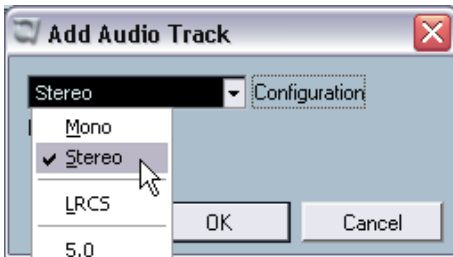 Add Audio Track
Stereo Configuration
Mono
Stereo
LRCS
OK Cancel
5.0